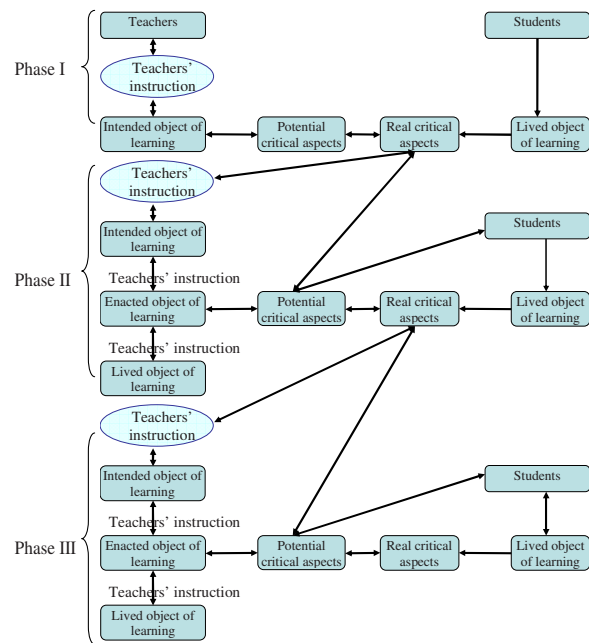 Teachers
Students
Phase I
Teachers'
instruction
Intended object of
learning
Potential
critical aspects
Real critical
aspects
Lived object
of learning
Teachers'
instruction
Students
Intended object of
learning
Phase II
Teachers' instruction
Enacted object of
learning
Potential
critical aspects
Real critical
aspects
Lived object
of learning
Teachers' instruction
Lived object of
learning
Teachers'
instruction
Intended object of
learning
Students
Teachers' instruction
Phase III
Enacted object of
learning
Potential
critical aspects
Real critical
aspects
Lived object
of learning
Teachers' instruction
Lived object of
learning